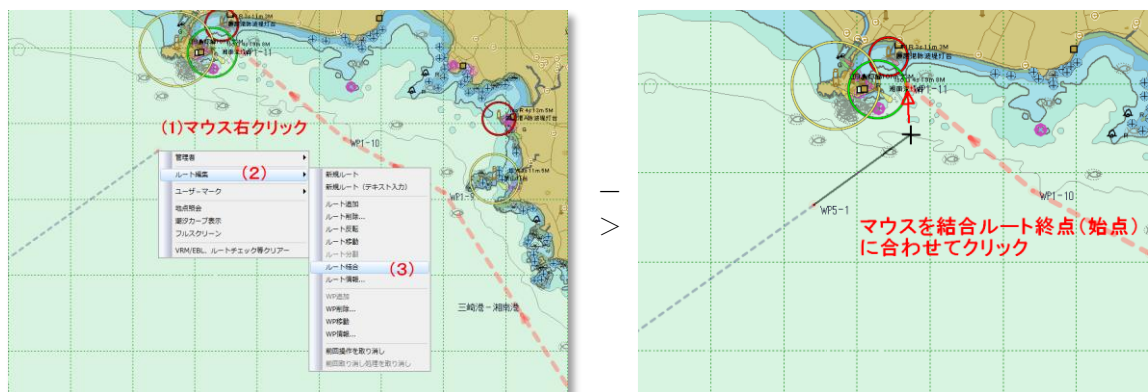 (1)マウス右クリック
WP1-11
WP1-10
WP1-9
管理者
ルート編集
(2)
ユーザーマーク
地点照会
潮汐カーブ表示
フルスクリーン
VRM/EBL、ルートチェック等クリアー
新規ルート
新規ルート（テキスト入力）
ルート追加
ルート削除...
ルート反転
ルート移動
ルート分割
ルート結合
(3)
ルート情報...
WP追加
WP削除...
WP移動
WP情報...
前回操作を取り消し
前回取り消し処理を取り消し
三崎港－湘南港
－
>
WP1-11
WP1-10
WP5-1
マウスを結合ルート終点(始点)
に合わせてクリック